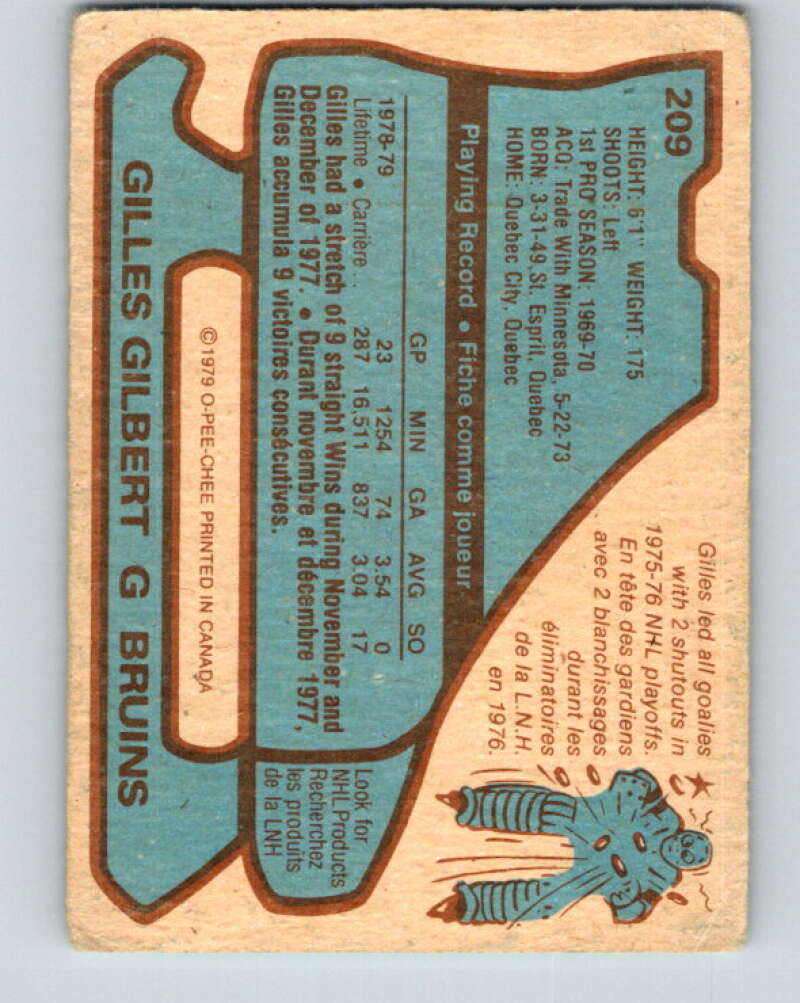 209
HEIGHT: 6'1" WEIGHT: 175
SHOOTS: Left
1st PRO SEASON: 1969-70
ACQ: Trade With Minnesota, 5-22-73
BORN: 3-31-49, St. Esprit, Quebec
HOME: Quebec City, Quebec
Gilles led all goalies
with 2 shutouts in
1975-76 NHL playoffs.
En tête des gardiens
avec 2 blanchissages
durant les
éliminatoires
de la L.N.H.
en 1976.
Playing Record • Fiche comme joueur
GP MIN GA AVG SO
1978-79 23 1254 74 3.54 0
Lifetime • Carrière . . 287 16,511 837 3.04 17
Gilles had a stretch of 9 straight Wins during November and
December of 1977. • Durant novembre et décembre 1977,
Gilles accumula 9 victoires consécutives.
Look for
NHL Products
Recherchez
les produits
de la LNH
© 1979 O-PEE-CHEE PRINTED IN CANADA
GILLES GILBERT G BRUINS